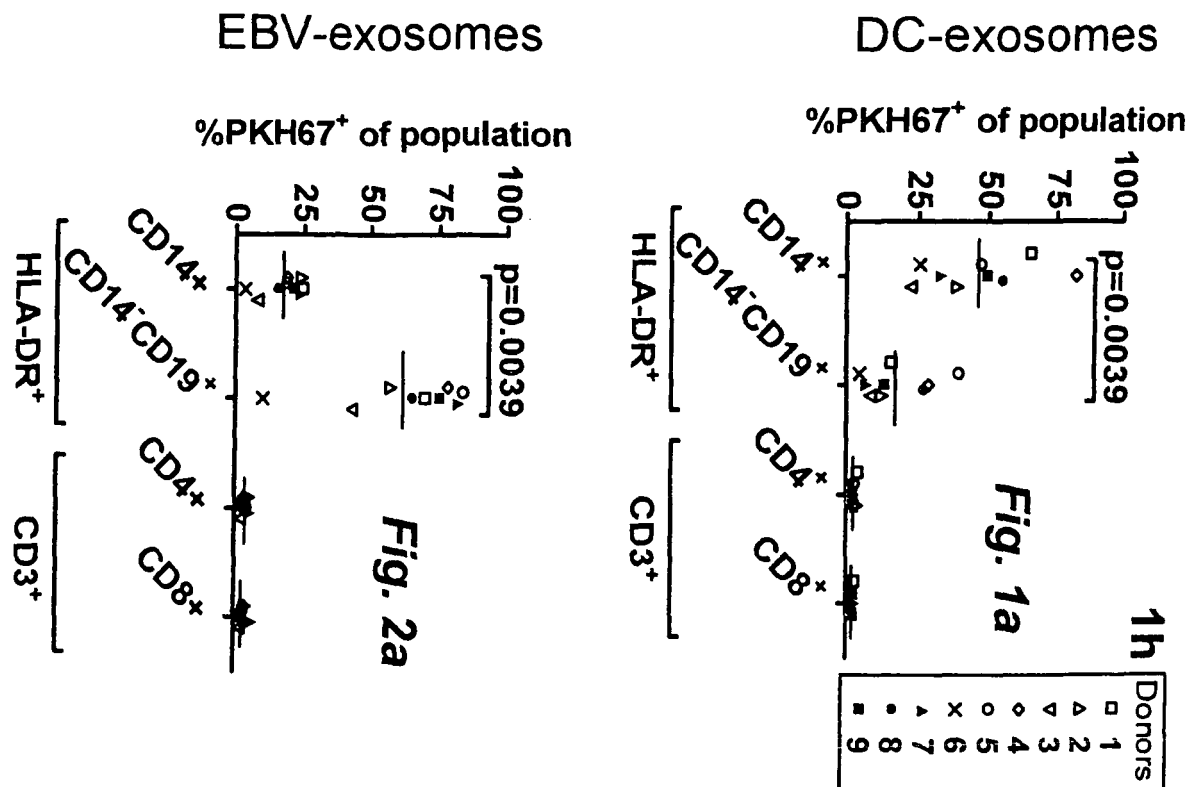 DC-exosomes
%PKH67⁺ of population
100
75
50
25
0
p=0.0039
CD14⁺
CD14⁻CD19⁺
CD4⁺
CD8⁺
HLA-DR⁺
CD3⁺
Fig. 1a
1h
Donors
1
2
3
4
5
6
7
8
9
EBV-exosomes
%PKH67⁺ of population
100
75
50
25
0
p=0.0039
CD14⁺
CD14⁻CD19⁺
CD4⁺
CD8⁺
HLA-DR⁺
CD3⁺
Fig. 2a